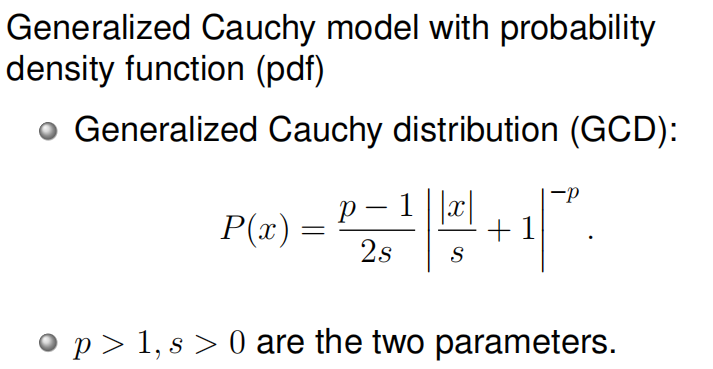 Generalized Cauchy model with probability
density function (pdf)
Generalized Cauchy distribution (GCD):
P(x) = \frac{p-1}{2s} \left| \frac{|x|}{s} + 1 \right|^{-p}.
p > 1, s > 0 are the two parameters.